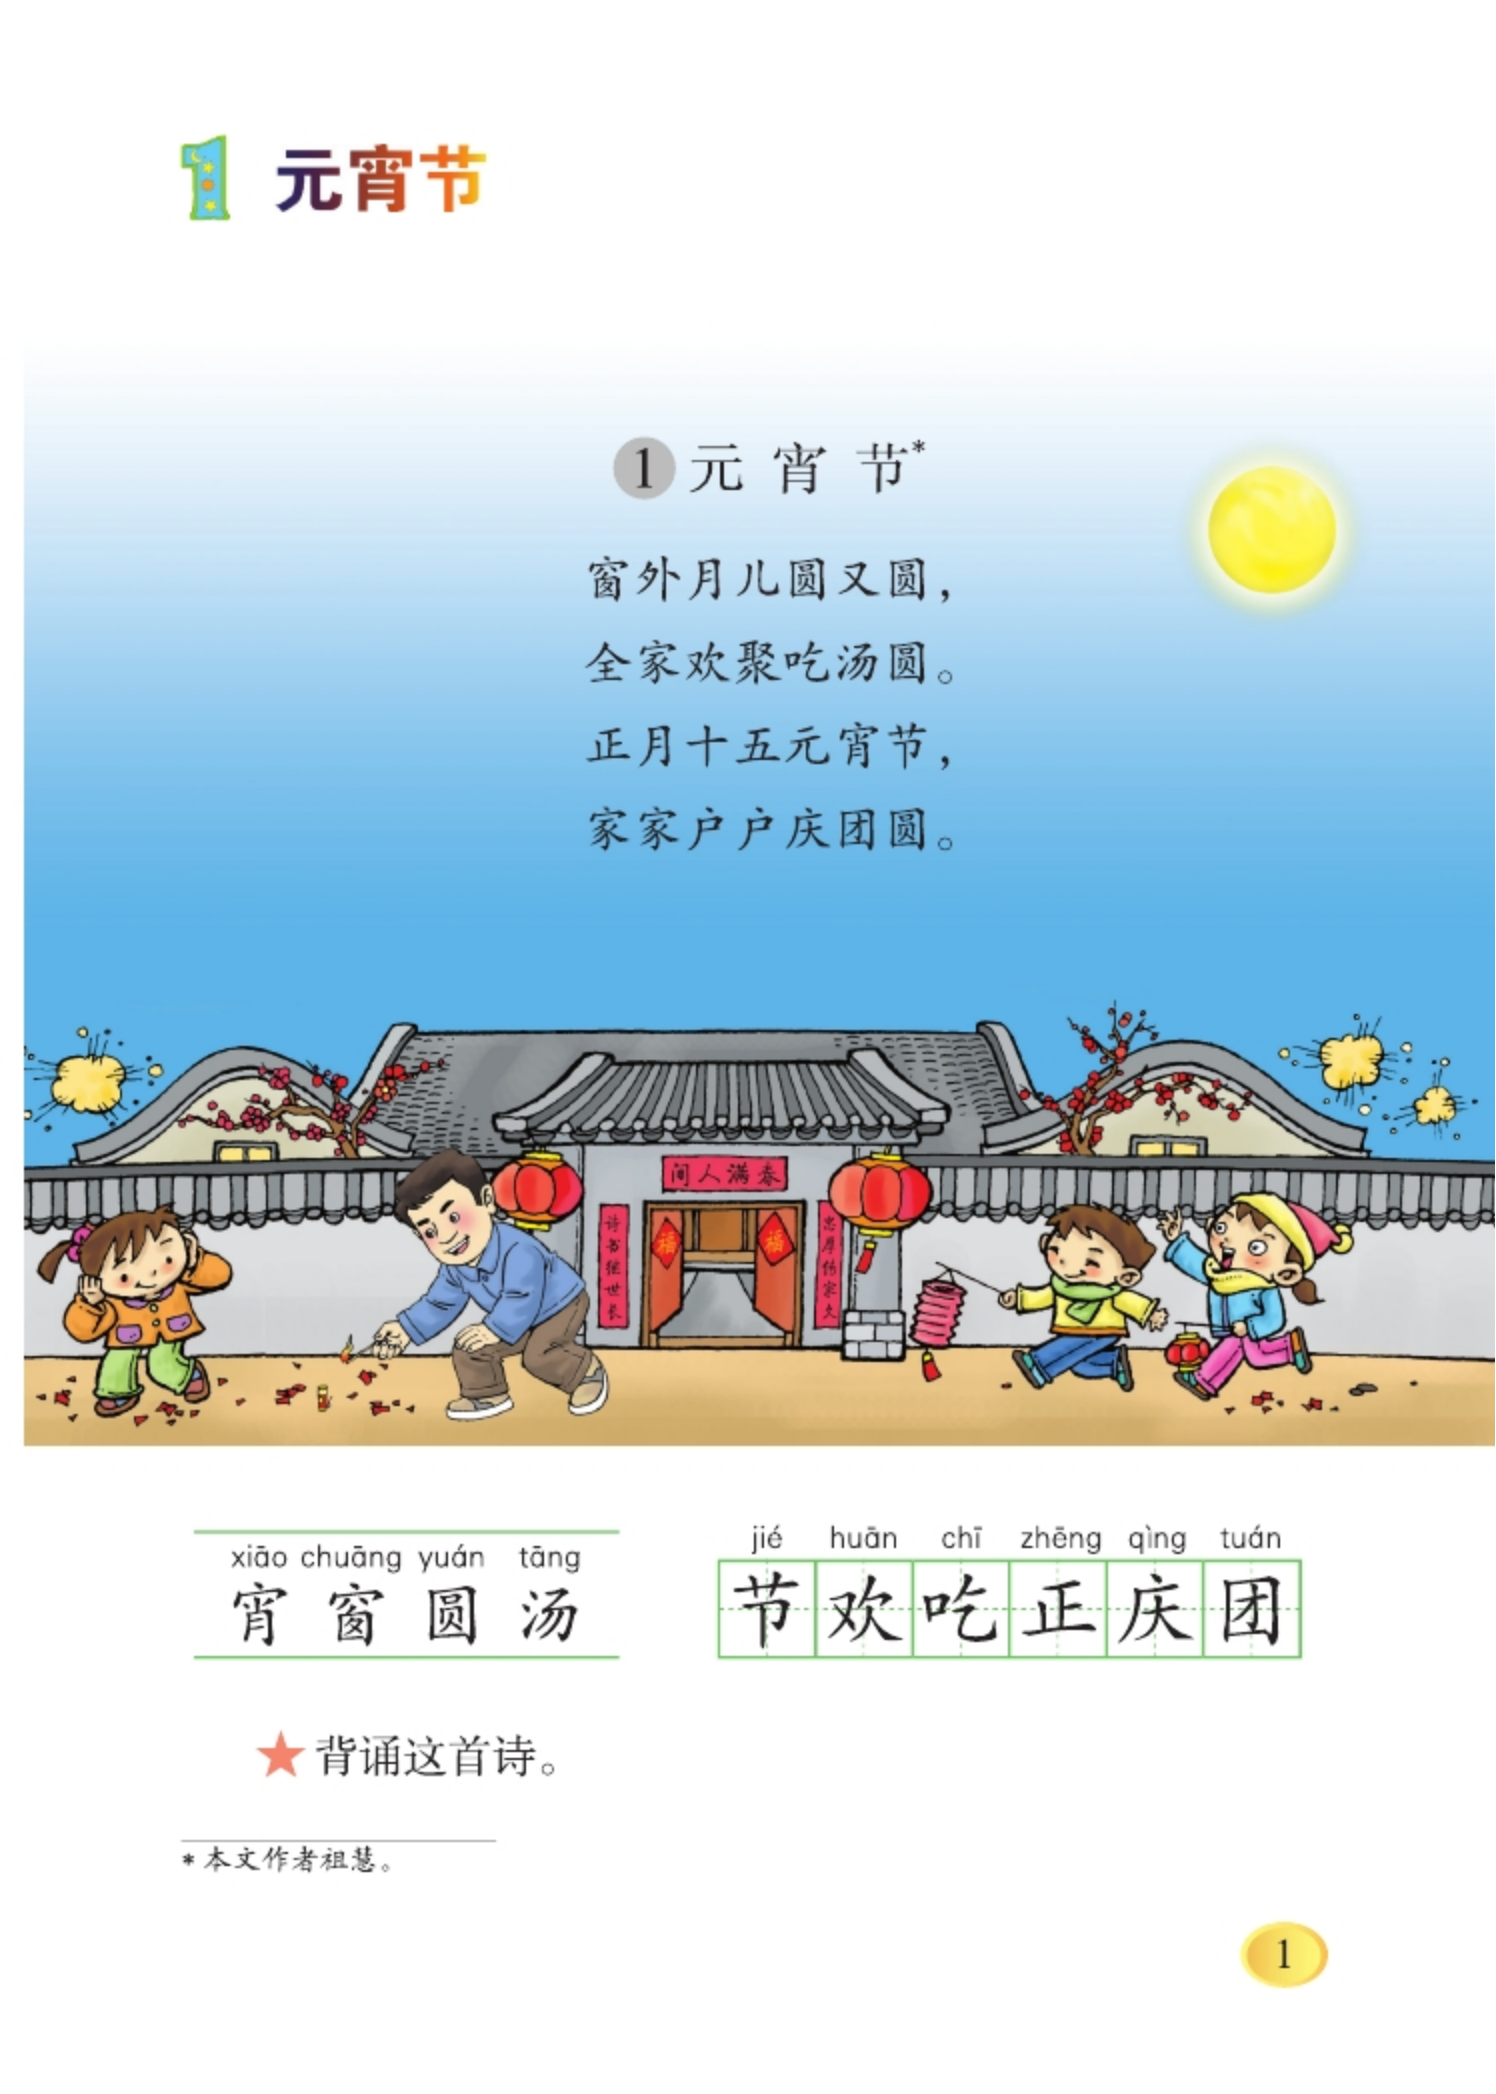 1 元宵节
1 元宵节*
窗外月儿圆又圆，
全家欢聚吃汤圆。
正月十五元宵节，
家家户户庆团圆。
间人满春
诗书继世长
福
福
忠厚传家久
xiāo chuāng yuán tāng
宵 窗 圆 汤
jié huān chī zhēng qìng tuán
节 欢 吃 正 庆 团
★背诵这首诗。
* 本文作者祖慧。
1